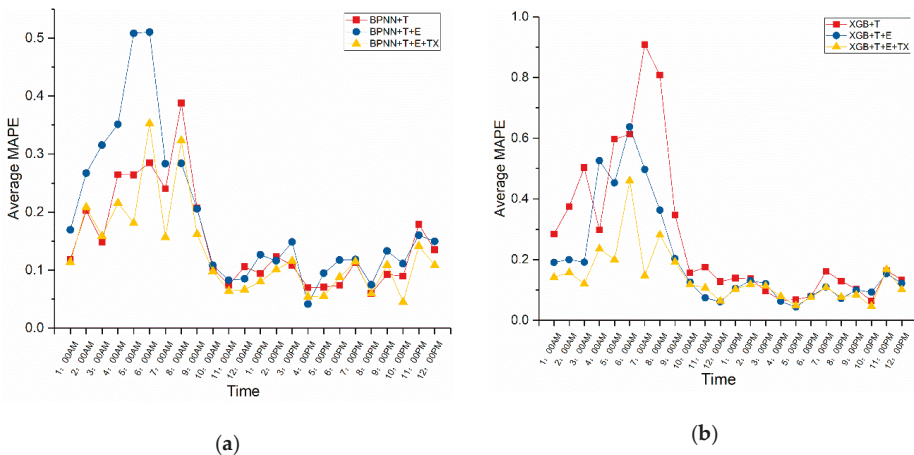 BPNN+T
BPNN+T+E
BPNN+T+E+TX
Average MAPE
0.5
0.4
0.3
0.2
0.1
0.0
1：00AM
2：00AM
3：00AM
4：00AM
5：00AM
6：00AM
7：00AM
8：00AM
9：00AM
10：00AM
11：00AM
12：00AM
1：00PM
2：00PM
3：00PM
4：00PM
5：00PM
6：00PM
7：00PM
8：00PM
9：00PM
10：00PM
11：00PM
12：00PM
Time
(a)
XGB+T
XGB+T+E
XGB+T+E+TX
Average MAPE
1.0
0.8
0.6
0.4
0.2
0.0
1：00AM
2：00AM
3：00AM
4：00AM
5：00AM
6：00AM
7：00AM
8：00AM
9：00AM
10：00AM
11：00AM
12：00AM
1：00PM
2：00PM
3：00PM
4：00PM
5：00PM
6：00PM
7：00PM
8：00PM
9：00PM
10：00PM
11：00PM
12：00PM
Time
(b)